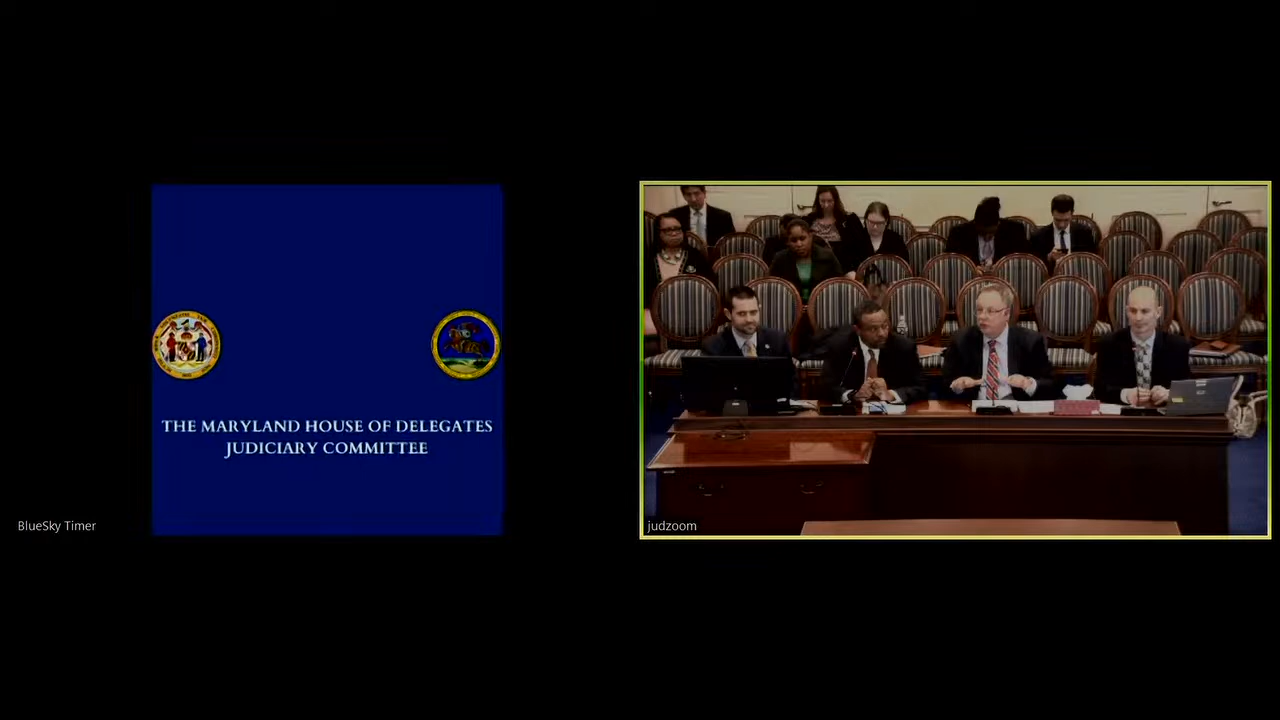 THE MARYLAND HOUSE OF DELEGATES
JUDICIARY COMMITTEE
BlueSky Timer
judzoom